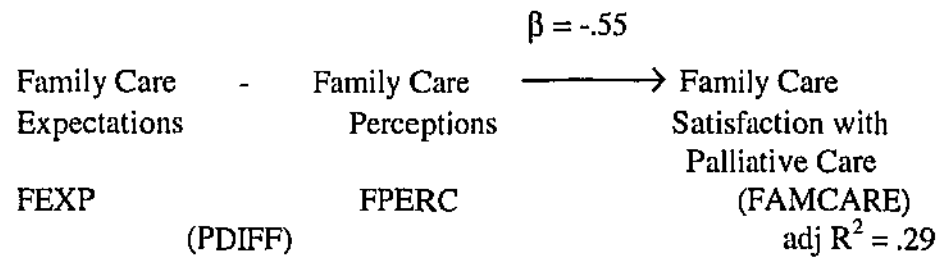 β = -.55
Family Care - Family Care → Family Care
Expectations Perceptions Satisfaction with
Palliative Care
FEXP FPERC (FAMCARE)
(PDIFF) adj R² = .29